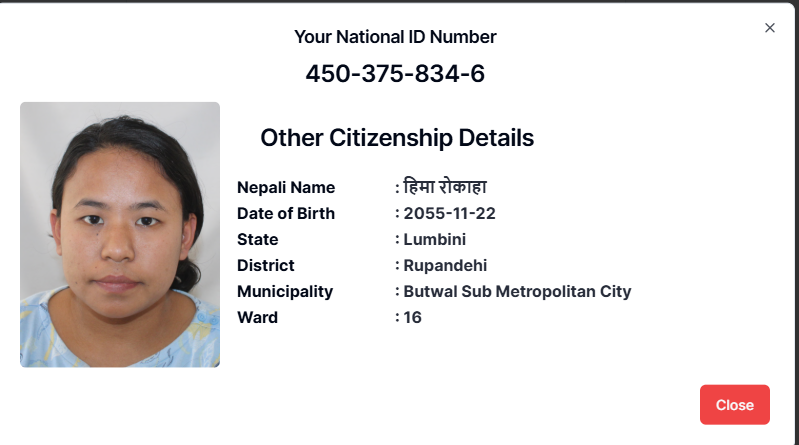 Your National ID Number
450-375-834-6
Other Citizenship Details
Nepali Name : हिमा रोकाहा
Date of Birth : 2055-11-22
State : Lumbini
District : Rupandehi
Municipality : Butwal Sub Metropolitan City
Ward : 16
Close